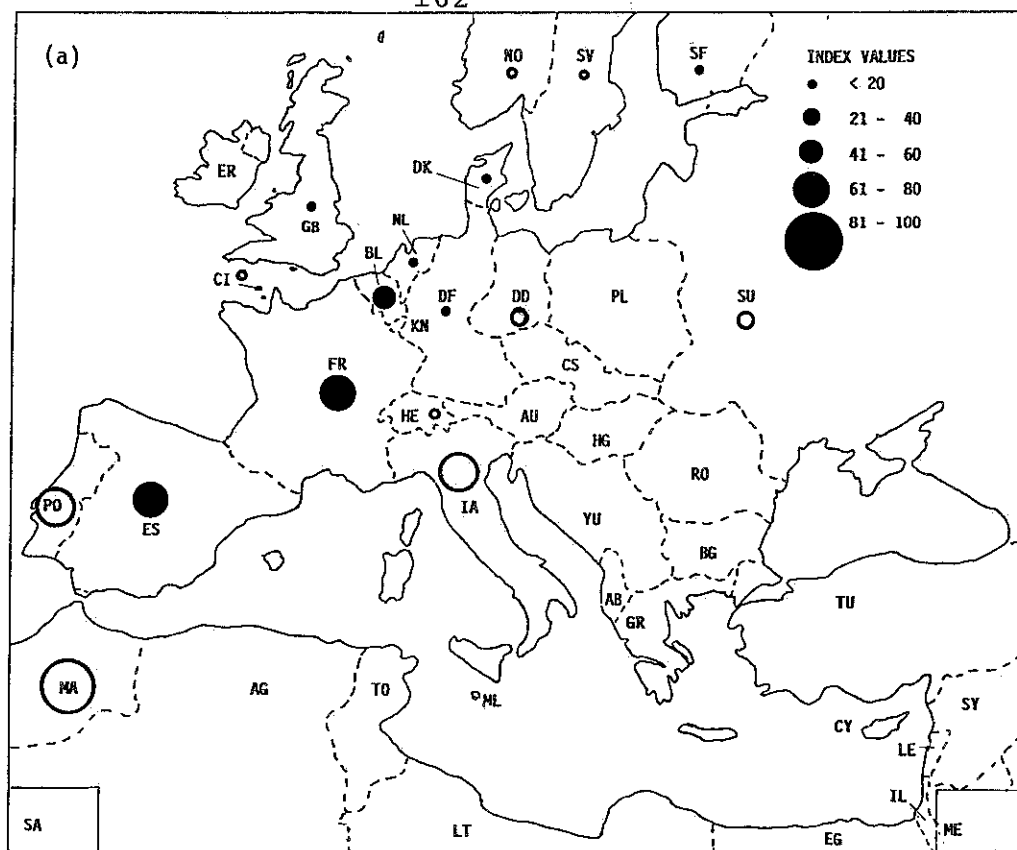 (a)
NO
SV
SF
INDEX VALUES
< 20
21 - 40
41 - 60
61 - 80
81 - 100
ER
DK
GB
NL
BL
CI
DF
DD
PL
SU
KN
CS
FR
HE
AU
HG
RO
PO
ES
IA
YU
BG
AB
GR
TU
MA
AG
TO
ML
CY
SY
LE
IL
SA
LT
EG
ME